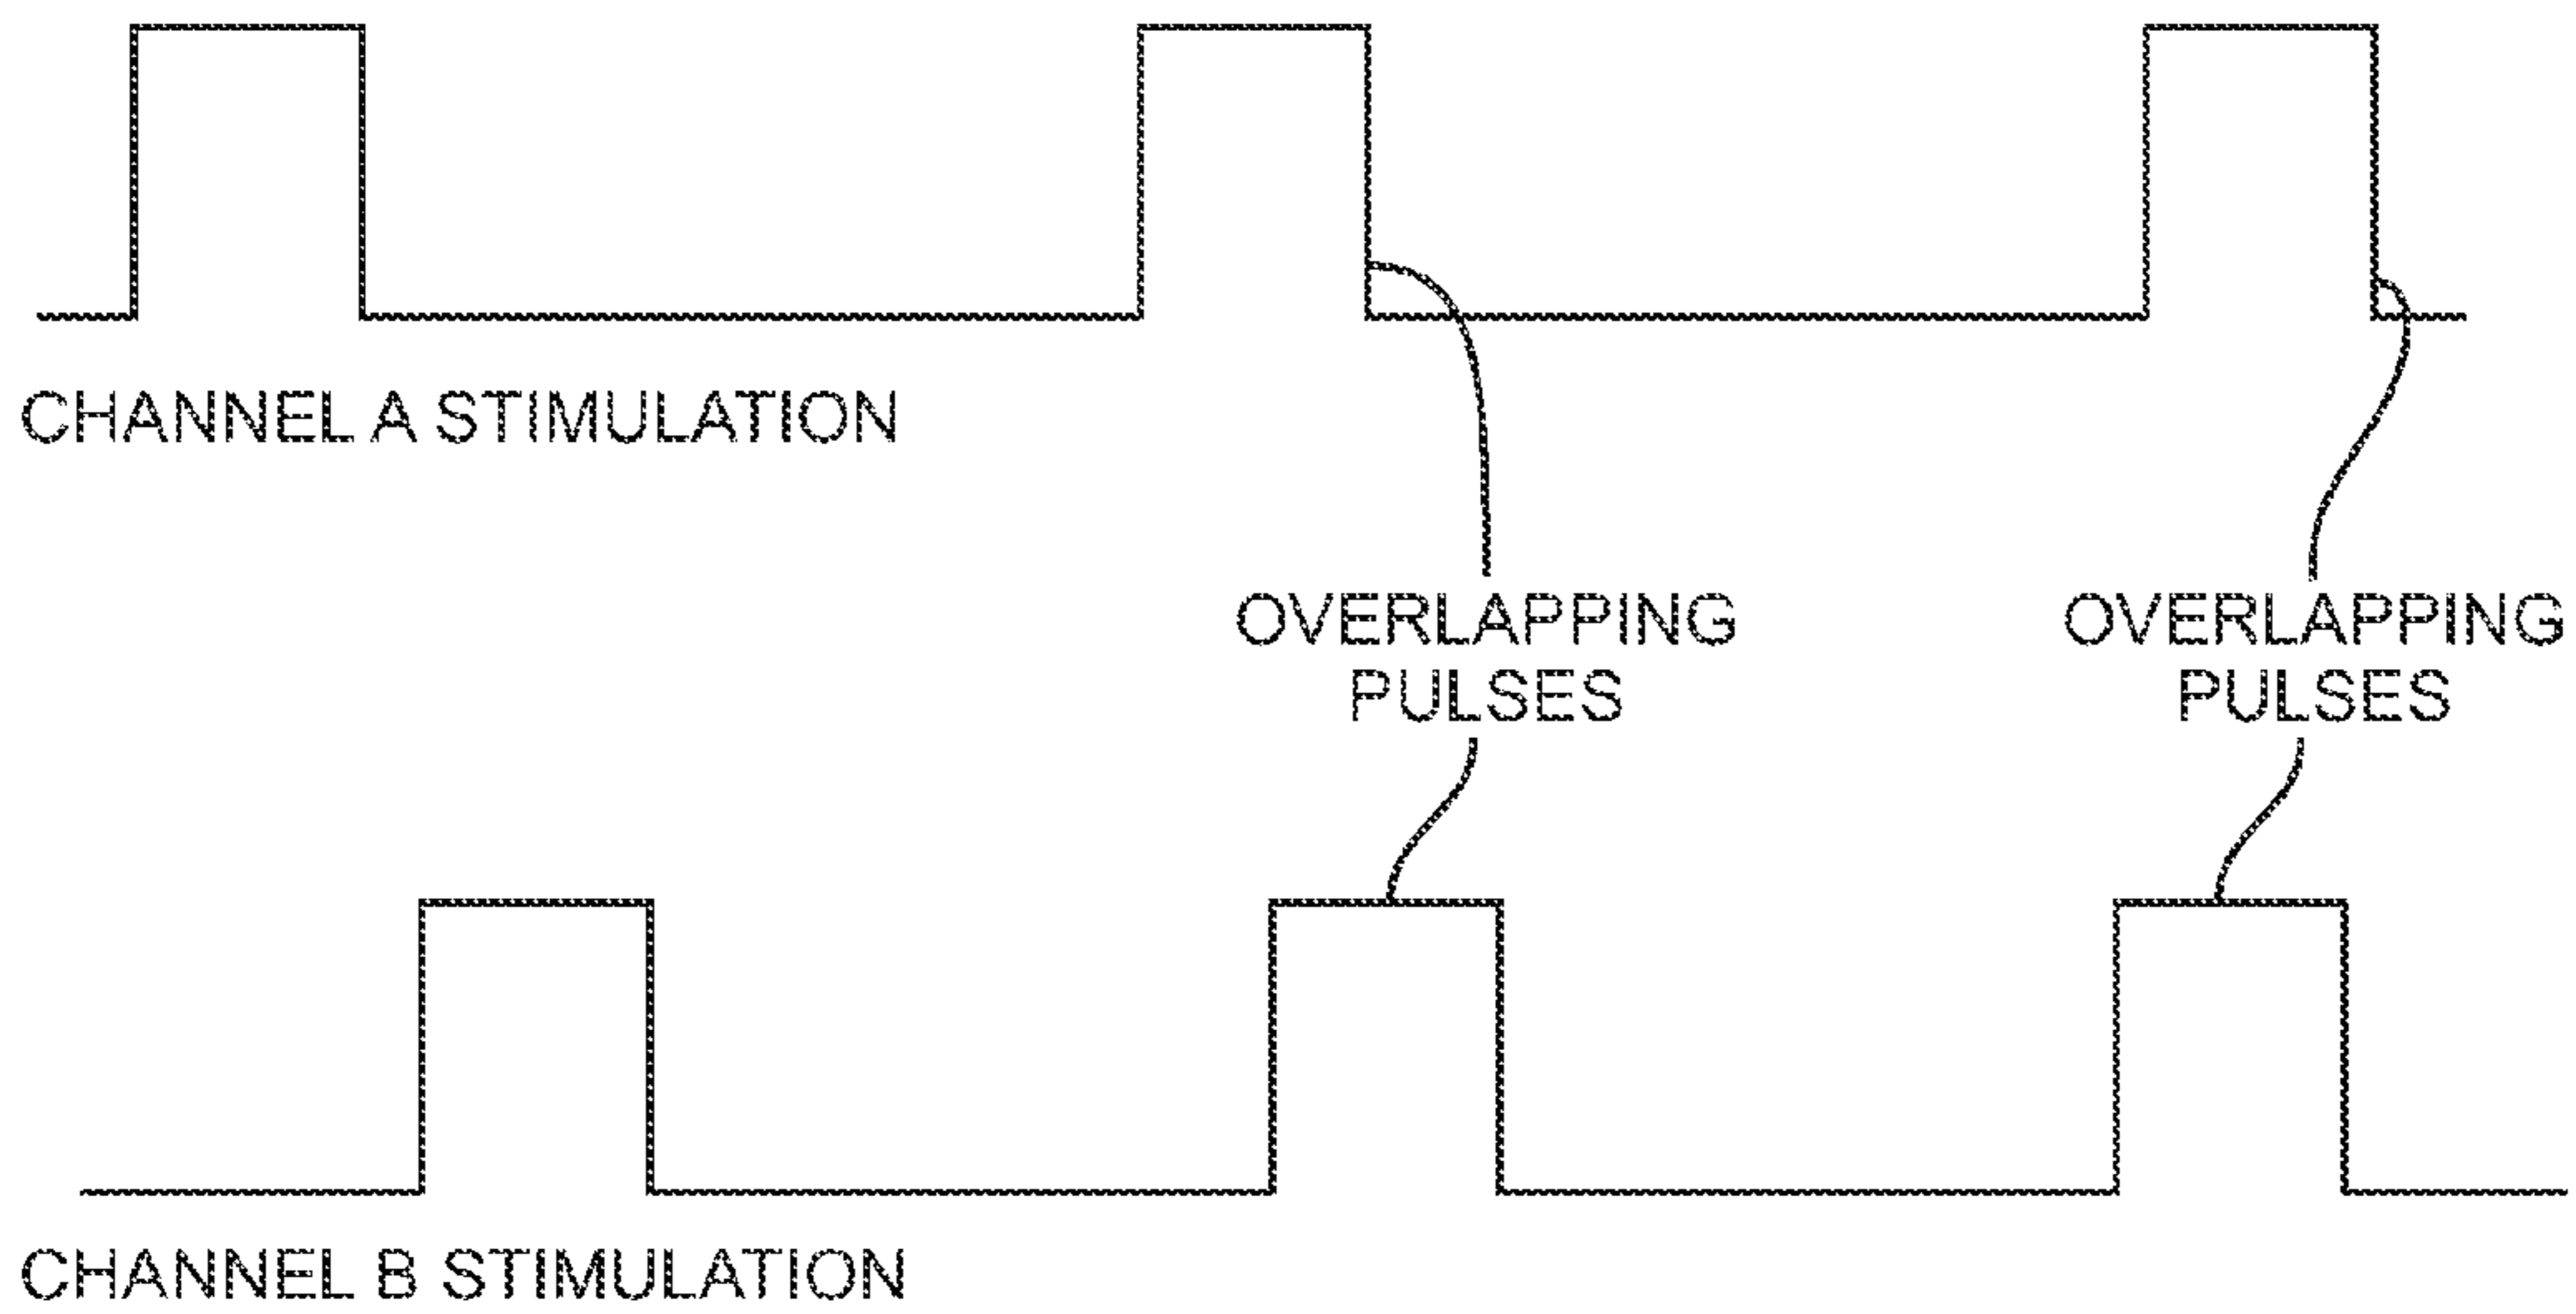 CHANNEL A STIMULATION
OVERLAPPING
PULSES
OVERLAPPING
PULSES
CHANNEL B STIMULATION